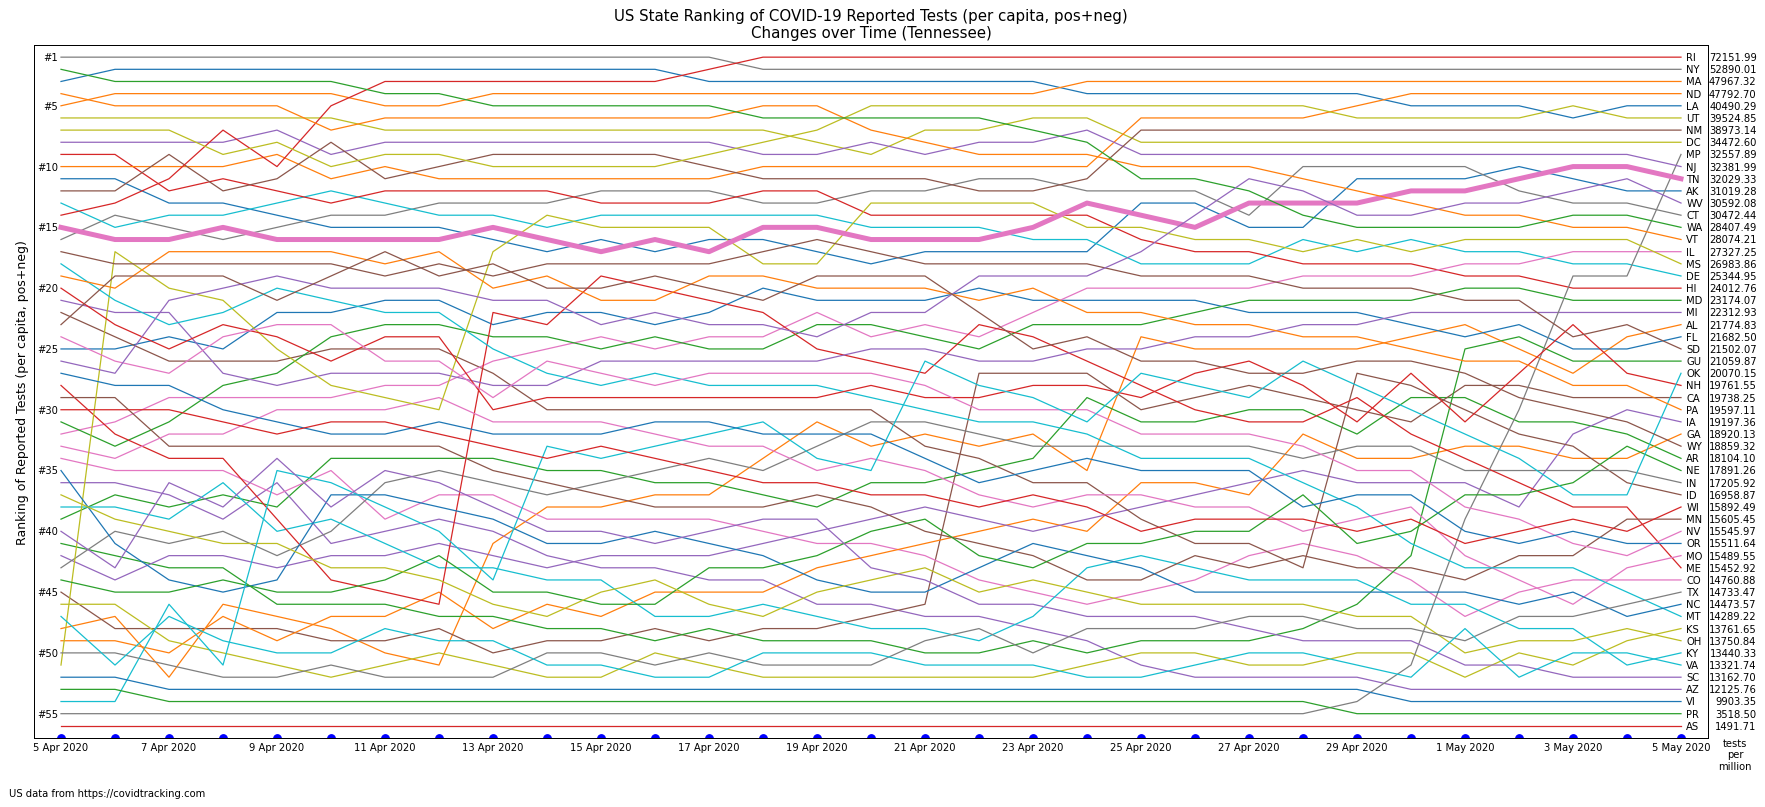 US State Ranking of COVID-19 Reported Tests (per capita, pos+neg)
Changes over Time (Tennessee)
Ranking of Reported Tests (per capita, pos+neg)
#1
#5
#10
#15
#20
#25
#30
#35
#40
#45
#50
#55
RI 72151.99
NY 52890.01
MA 47967.32
ND 47792.70
LA 40490.29
UT 39524.85
NM 38973.14
DC 34472.60
MP 32557.89
NJ 32381.99
TN 32029.33
AK 31019.28
WV 30592.08
CT 30472.44
WA 28407.49
VT 28074.21
IL 27327.25
MS 26983.86
DE 25344.95
HI 24012.76
MD 23174.07
MI 22312.93
AL 21774.83
FL 21682.50
SD 21502.07
GU 21059.87
OK 20070.15
NH 19761.55
CA 19738.25
PA 19597.11
IA 19197.36
GA 18920.13
WY 18859.32
AR 18104.10
NE 17891.26
IN 17205.92
ID 16958.87
WI 15892.49
MN 15605.45
NV 15545.97
OR 15511.64
MO 15489.55
ME 15452.92
CO 14760.88
TX 14733.47
NC 14473.57
MT 14289.22
KS 13761.65
OH 13750.84
KY 13440.33
VA 13321.74
SC 13162.70
AZ 12125.76
VI 9903.35
PR 3518.50
AS 1491.71
5 Apr 2020 7 Apr 2020 9 Apr 2020 11 Apr 2020 13 Apr 2020 15 Apr 2020 17 Apr 2020 19 Apr 2020 21 Apr 2020 23 Apr 2020 25 Apr 2020 27 Apr 2020 29 Apr 2020 1 May 2020 3 May 2020 5 May 2020
tests
per
million
US data from https://covidtracking.com